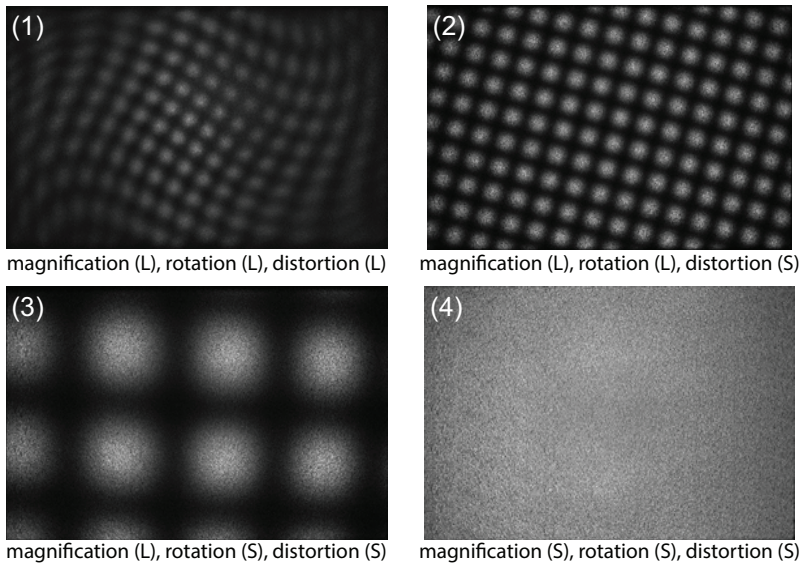 (1)
(2)
magnification (L), rotation (L), distortion (L)
magnification (L), rotation (L), distortion (S)
(3)
(4)
magnification (L), rotation (S), distortion (S)
magnification (S), rotation (S), distortion (S)